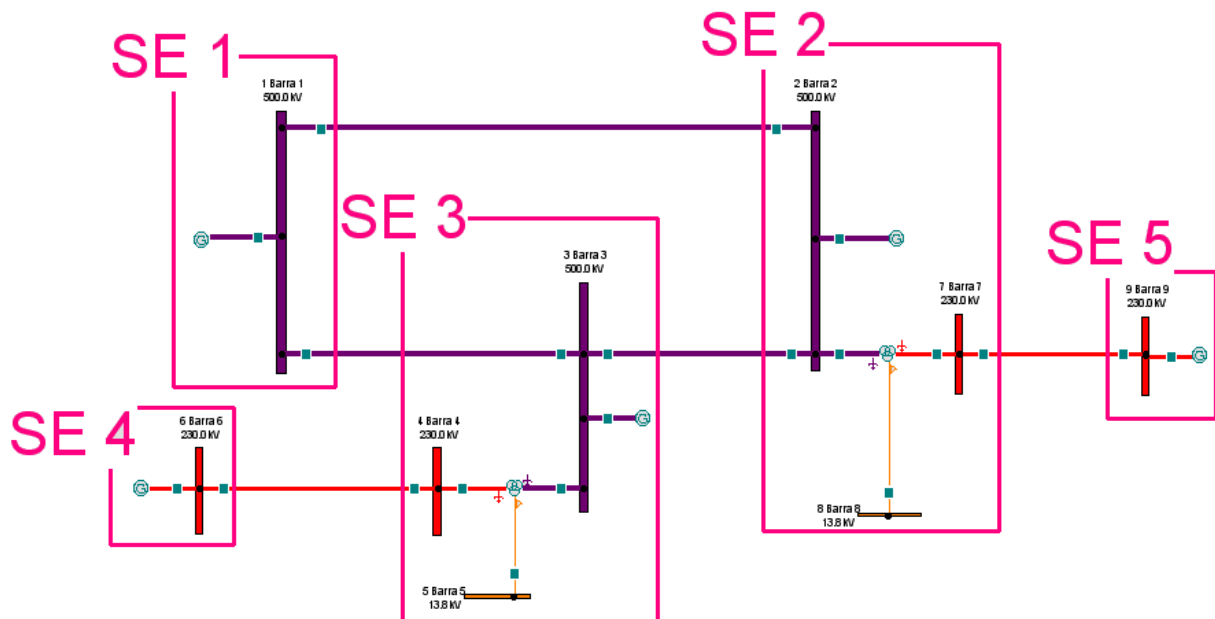 SE 1
SE 2
1 Barra 1
500.0 kV
2 Barra 2
500.0 kV
G
G
SE 3
SE 5
3 Barra 3
500.0 kV
7 Barra 7
230.0 kV
9 Barra 9
230.0 kV
G
G
SE 4
6 Barra 6
230.0 kV
4 Barra 4
230.0 kV
G
8 Barra 8
13.8 kV
5 Barra 5
13.8 kV